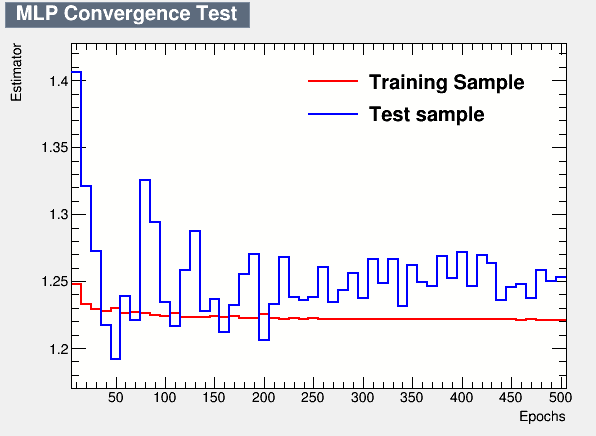 MLP Convergence Test
Estimator
1.4
1.35
1.3
1.25
1.2
Training Sample
Test sample
50 100 150 200 250 300 350 400 450 500
Epochs